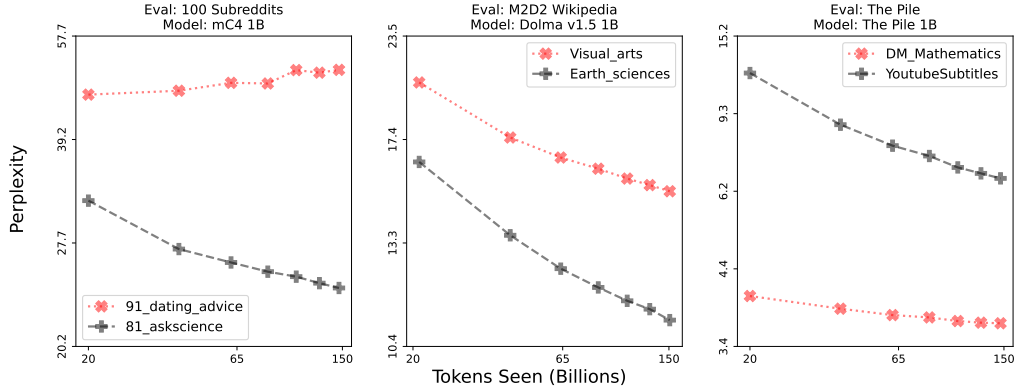 Eval: 100 Subreddits
Model: mC4 1B
Eval: M2D2 Wikipedia
Model: Dolma v1.5 1B
Eval: The Pile
Model: The Pile 1B
Perplexity
57.7
39.2
27.7
20.2
91_dating_advice
81_askscience
20
65
150
23.5
17.4
13.3
10.4
Visual_arts
Earth_sciences
20
65
150
15.2
9.3
6.2
4.4
3.4
DM_Mathematics
YoutubeSubtitles
20
65
150
Tokens Seen (Billions)